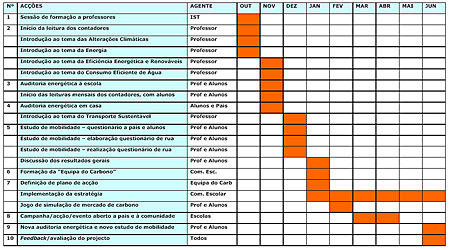 Nº ACÇÕES AGENTE OUT NOV DEZ JAN FEV MAR ABR MAI JUN
1 Sessão de formação a professores IST
2 Início da leitura dos contadores Professor
Introdução ao tema das Alterações Climáticas Professor
Introdução ao tema da Energia Professor
Introdução ao tema da Eficiência Energética e Renováveis Professor
Introdução ao tema do Consumo Eficiente de Água Professor
3 Auditoria energética à escola Prof e Alunos
Início das leituras mensais dos contadores, com alunos Prof e Alunos
4 Auditoria energética em casa Alunos e Pais
Introdução ao tema do Transporte Sustentável Professor
5 Estudo de mobilidade – questionário a pais e alunos Prof e Alunos
Estudo de mobilidade – elaboração questionário de rua Prof e Alunos
Estudo de mobilidade – realização questionário de rua Prof e Alunos
Discussão dos resultados gerais Prof e Alunos
6 Formação da "Equipa do Carbono" Com. Esc.
7 Definição de plano de acção Equipa do Carb
Implementação da estratégia Com. Escolar
Jogo de simulação de mercado de carbono Prof e Alunos
8 Campanha/acção/evento aberto a pais e à comunidade Escolas
9 Nova auditoria energética e novo estudo de mobilidade Prof e Alunos
10 Feedback/avaliação do projecto Todos